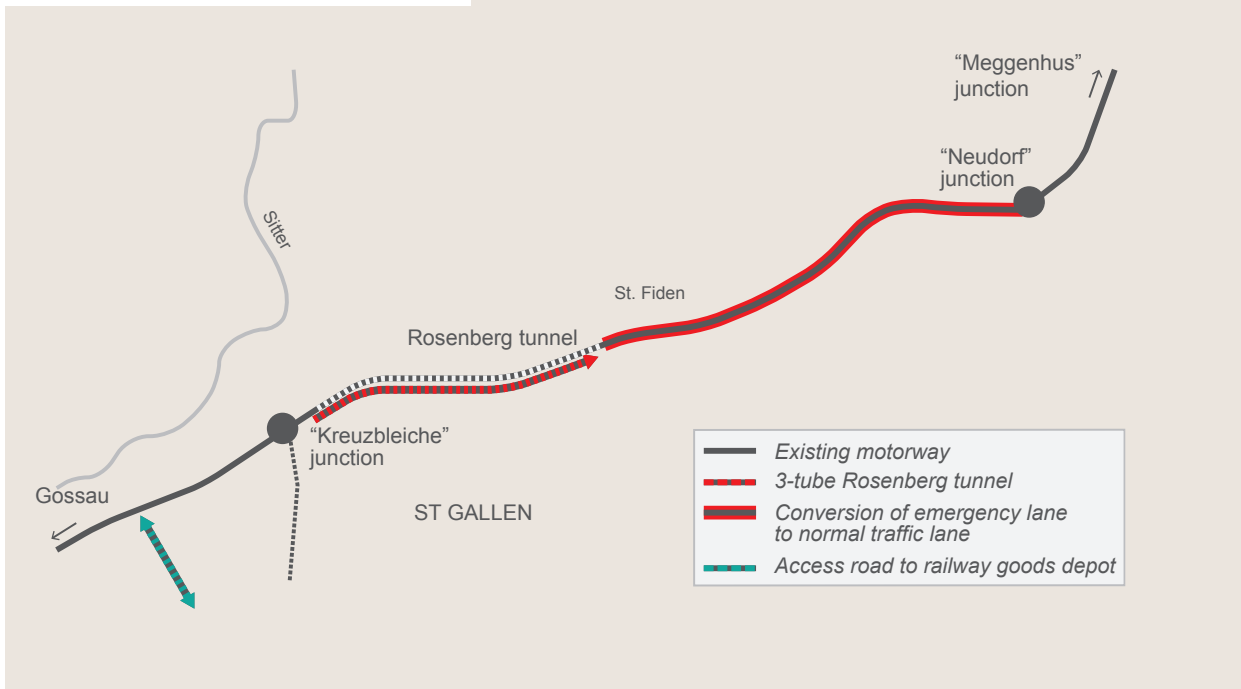 “Meggenhus”
junction
“Neudorf”
junction
Sitter
St. Fiden
Rosenberg tunnel
“Kreuzbleiche”
junction
Gossau
ST GALLEN
Existing motorway
3-tube Rosenberg tunnel
Conversion of emergency lane
to normal traffic lane
Access road to railway goods depot